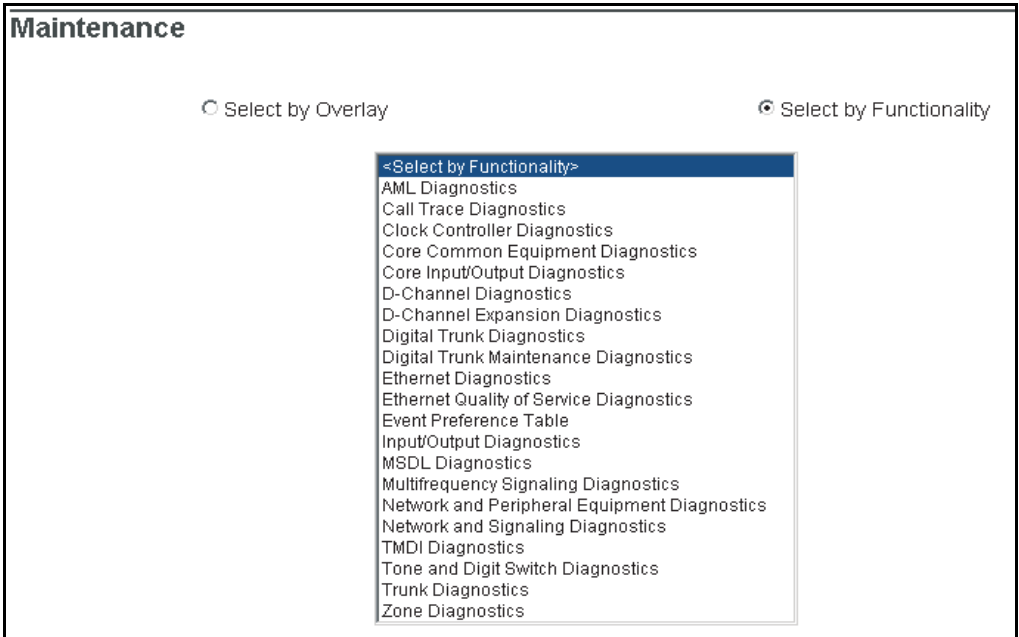 Maintenance
Select by Overlay
Select by Functionality
<Select by Functionality>
AML Diagnostics
Call Trace Diagnostics
Clock Controller Diagnostics
Core Common Equipment Diagnostics
Core Input/Output Diagnostics
D-Channel Diagnostics
D-Channel Expansion Diagnostics
Digital Trunk Diagnostics
Digital Trunk Maintenance Diagnostics
Ethernet Diagnostics
Ethernet Quality of Service Diagnostics
Event Preference Table
Input/Output Diagnostics
MSDL Diagnostics
Multifrequency Signaling Diagnostics
Network and Peripheral Equipment Diagnostics
Network and Signaling Diagnostics
TMDI Diagnostics
Tone and Digit Switch Diagnostics
Trunk Diagnostics
Zone Diagnostics